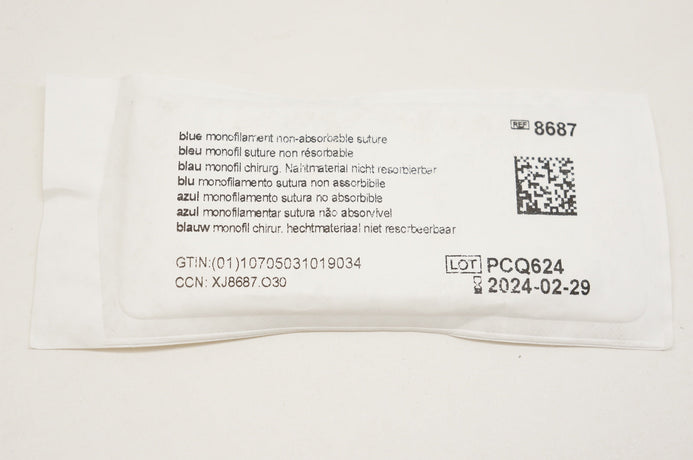 blue monofilament non-absorbable suture
bleu monofil suture non résorbable
blau monofil chirurg. Nahtmaterial nicht resorbierbar
blu monofilamento sutura non assorbibile
azul monofilamento sutura no absorbible
azul monofilamentar sutura não absorvível
blauw monofil chirur. hechtmateriaal niet resorbeerbaar
GTIN:(01)10705031019034
CCN: XJ8687.O30
REF 8687
LOT PCQ624
2024-02-29